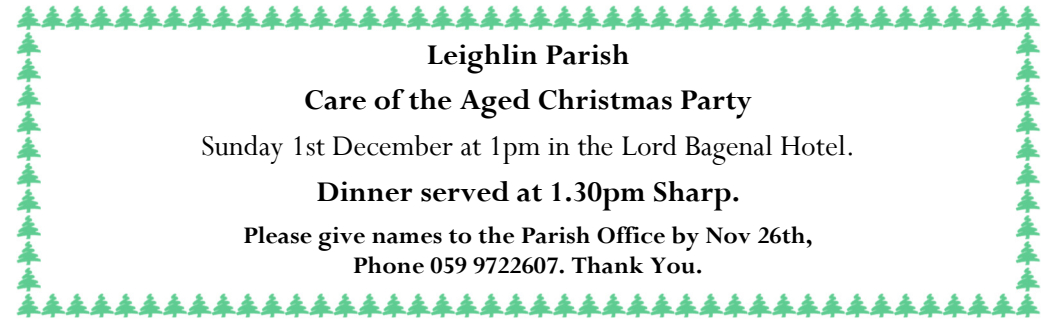 Leighlin Parish
Care of the Aged Christmas Party
Sunday 1st December at 1pm in the Lord Bagenal Hotel.
Dinner served at 1.30pm Sharp.
Please give names to the Parish Office by Nov 26th,
Phone 059 9722607. Thank You.